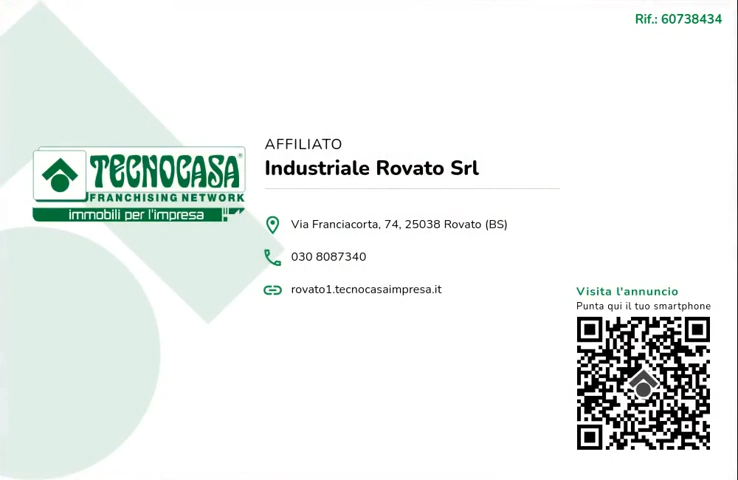 Rif.: 60738434
AFFILIATO
Industriale Rovato Srl
TECNOCASA®
FRANCHISING NETWORK
immobili per l'impresa
Via Franciacorta, 74, 25038 Rovato (BS)
030 8087340
rovato1.tecnocasaimpresa.it
Visita l'annuncio
Punta qui il tuo smartphone